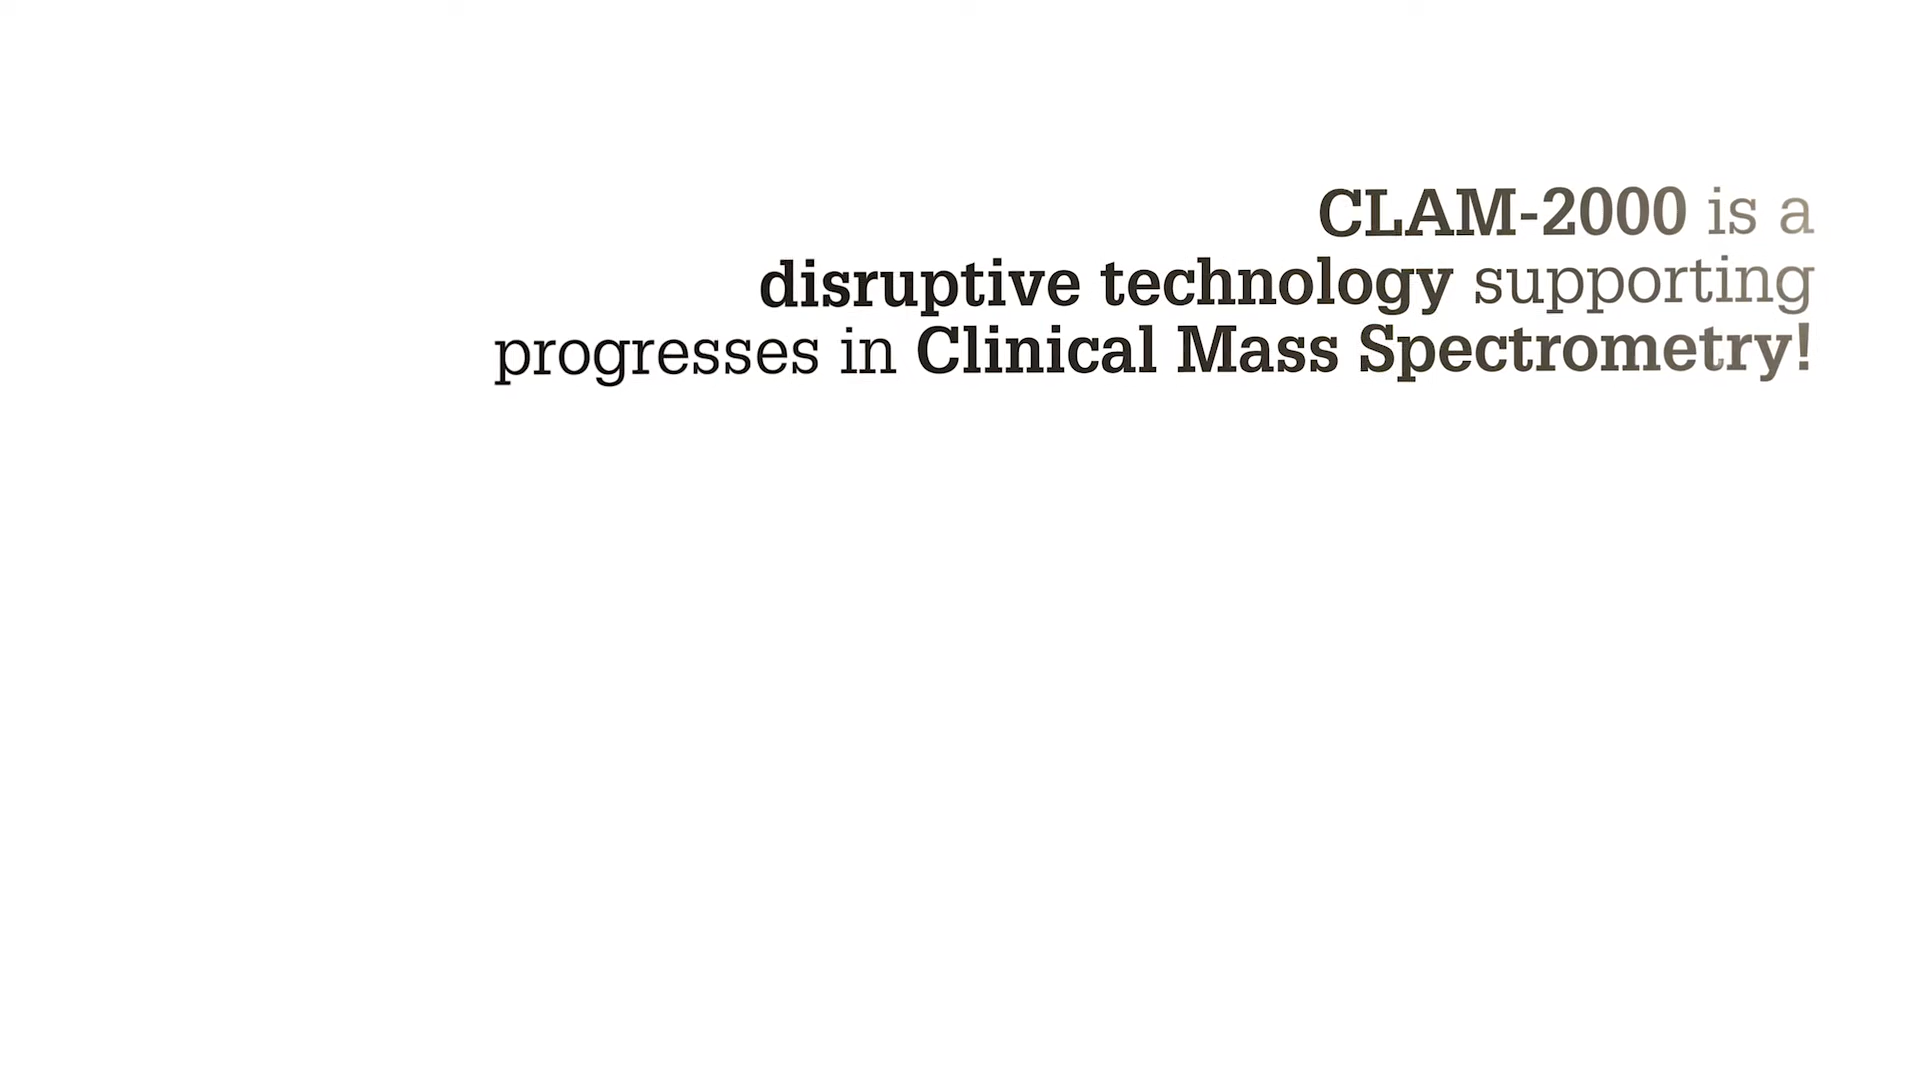 CLAM-2000 is a
disruptive technology supporting
progresses in Clinical Mass Spectrometry!